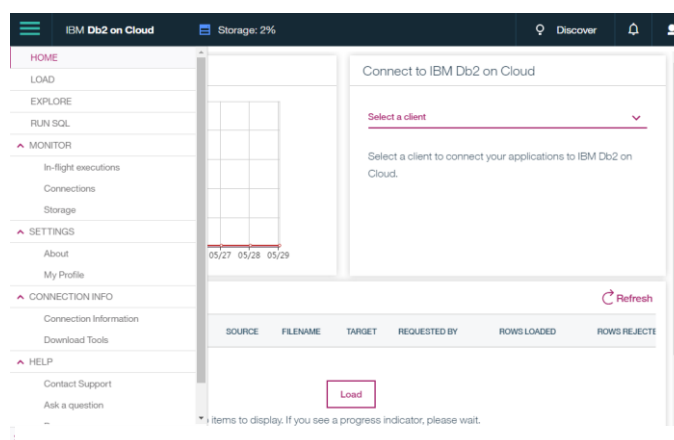 IBM Db2 on Cloud
Storage: 2%
Discover
HOME
LOAD
EXPLORE
RUN SQL
MONITOR
In-flight executions
Connections
Storage
SETTINGS
About
My Profile
CONNECTION INFO
Connection Information
Download Tools
HELP
Contact Support
Ask a question
05/27 05/28 05/29
Connect to IBM Db2 on Cloud
Select a client
Select a client to connect your applications to IBM Db2 on
Cloud.
Refresh
SOURCE FILENAME TARGET REQUESTED BY ROWS LOADED ROWS REJECTE
Load
items to display. If you see a progress indicator, please wait.